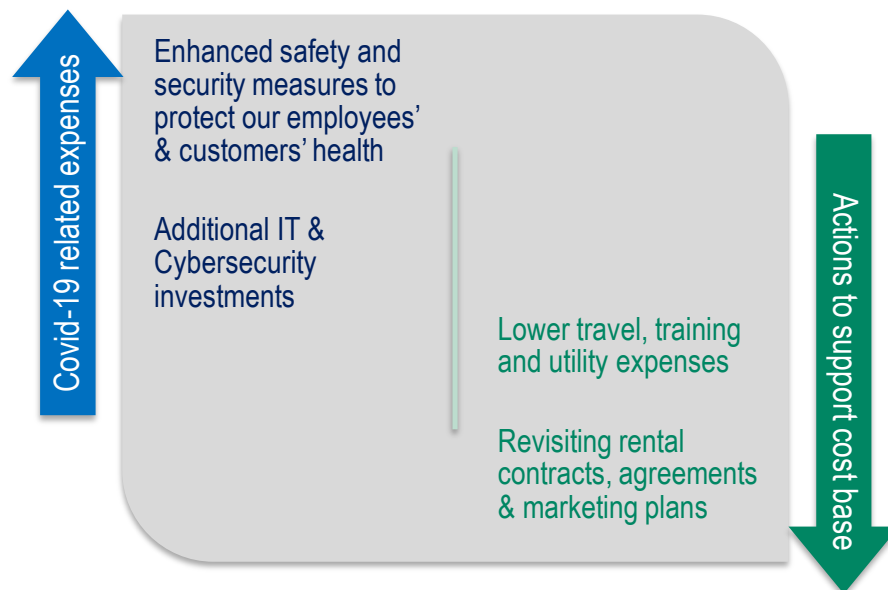 Covid-19 related expenses
Enhanced safety and
security measures to
protect our employees’
& customers’ health
Additional IT &
Cybersecurity
investments
Lower travel, training
and utility expenses
Revisiting rental
contracts, agreements
& marketing plans
Actions to support cost base